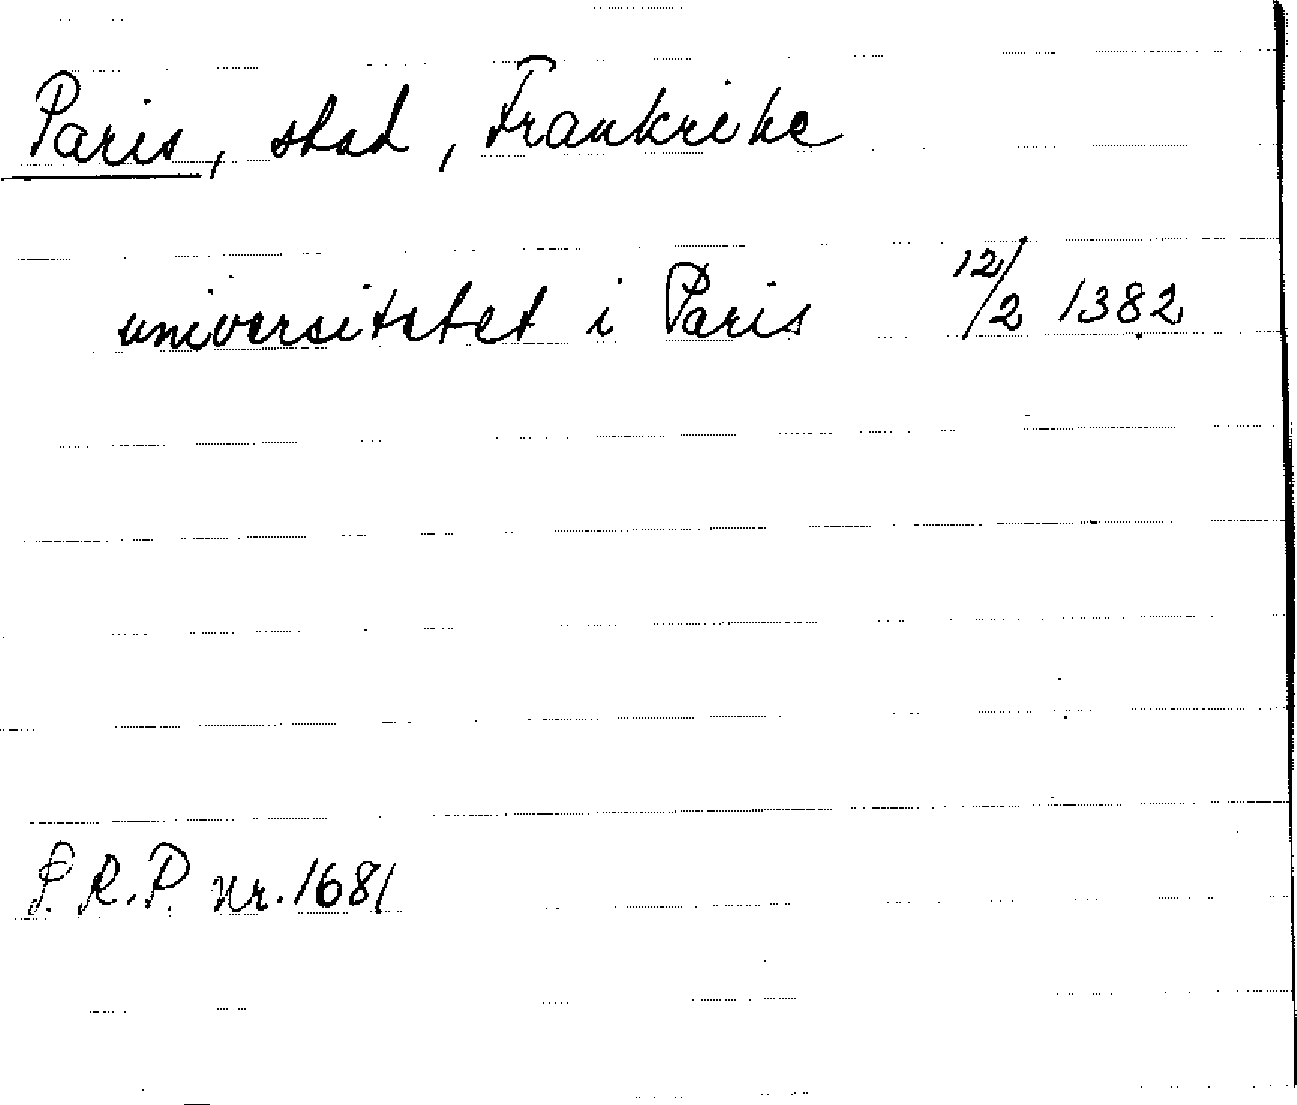 Paris, stad, Frankrike
universitetet i Paris 12/2 1382
P.R.P. nr. 1681